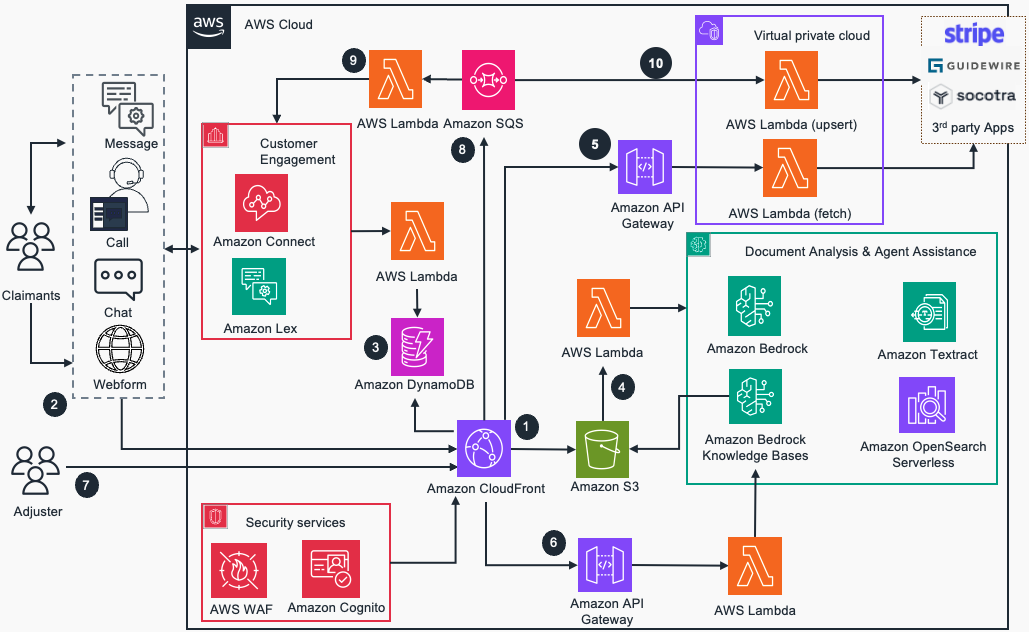 aws
AWS Cloud
Message
Call
Chat
Webform
Claimants
2
Adjuster
7
9
AWS Lambda
Amazon SQS
8
10
Virtual private cloud
AWS Lambda (upsert)
AWS Lambda (fetch)
stripe
GUIDEWIRE
socotra
3rd party Apps
5
Amazon API
Gateway
Customer
Engagement
Amazon Connect
Amazon Lex
AWS Lambda
3
Amazon DynamoDB
1
Amazon CloudFront
AWS Lambda
4
Amazon S3
Document Analysis & Agent Assistance
Amazon Bedrock
Amazon Textract
Amazon Bedrock
Knowledge Bases
Amazon OpenSearch
Serverless
Security services
AWS WAF
Amazon Cognito
6
Amazon API
Gateway
AWS Lambda